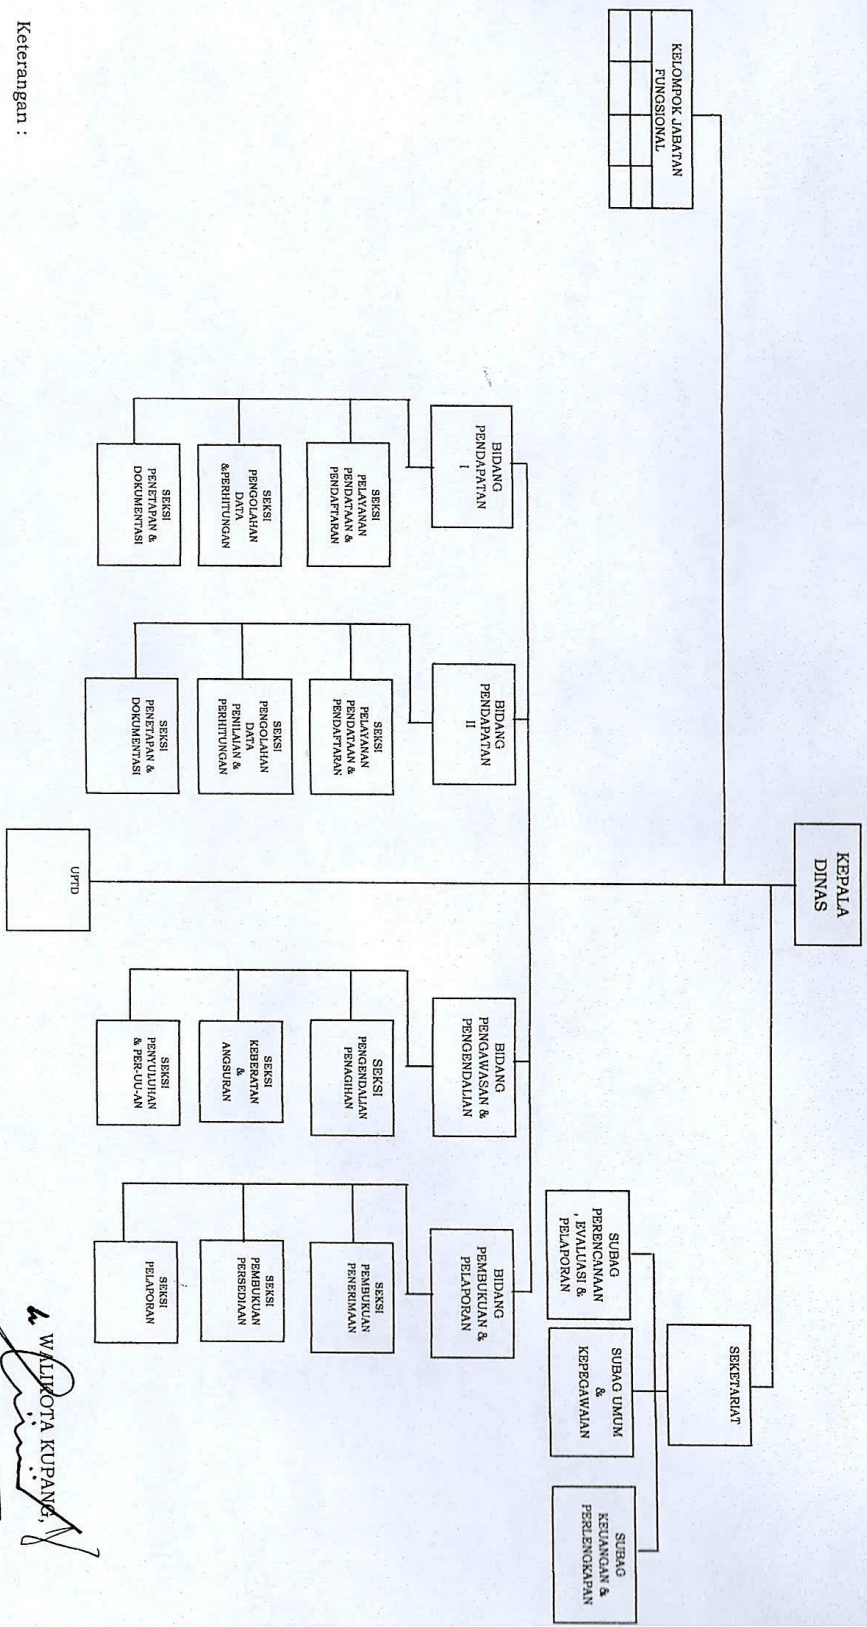 KEPALA
DINAS
KELOMPOK JABATAN
FUNGSIONAL
SEKETARIAT
SUBAG
PERENCANAAN
, EVALUASI &
PELAPORAN
SUBAG UMUM
&
KEPEGAWAIAN
SUBAG
KEUANGAN &
PERLENGKAPAN
BIDANG
PENDAPATAN
I
SEKSI
PELAYANAN
PENDATAAN &
PENDAFTARAN
SEKSI
PENGOLAHAN
DATA
&PERHITUNGAN
SEKSI
PENETAPAN &
DOKUMENTASI
BIDANG
PENDAPATAN
II
SEKSI
PELAYANAN
PENDATAAN &
PENDAFTARAN
SEKSI
PENGOLAHAN
DATA
PENILAIAN &
PERHITUNGAN
SEKSI
PENETAPAN &
DOKUMENTASI
BIDANG
PENGAWASAN &
PENGENDALIAN
SEKSI
PENGENDALIAN
PENAGIHAN
SEKSI
KEBERATAN
&
ANGSURAN
SEKSI
PENYULUHAN
& PER-UU-AN
BIDANG
PEMBUKUAN &
PELAPORAN
SEKSI
PEMBUKUAN
PENERIMAAN
SEKSI
PEMBUKUAN
PERSEDIAAN
SEKSI
PELAPORAN
UPTD
Keterangan :
WALIKOTA KUPANG,